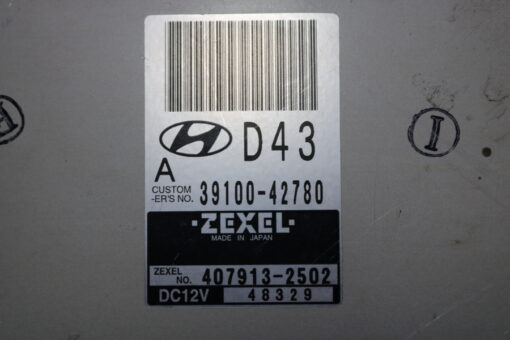 D43
A
CUSTOM
-ER'S NO. 39100-42780
·ZEXEL·
MADE IN JAPAN
ZEXEL
NO. 407913-2502
DC12V 48329
I